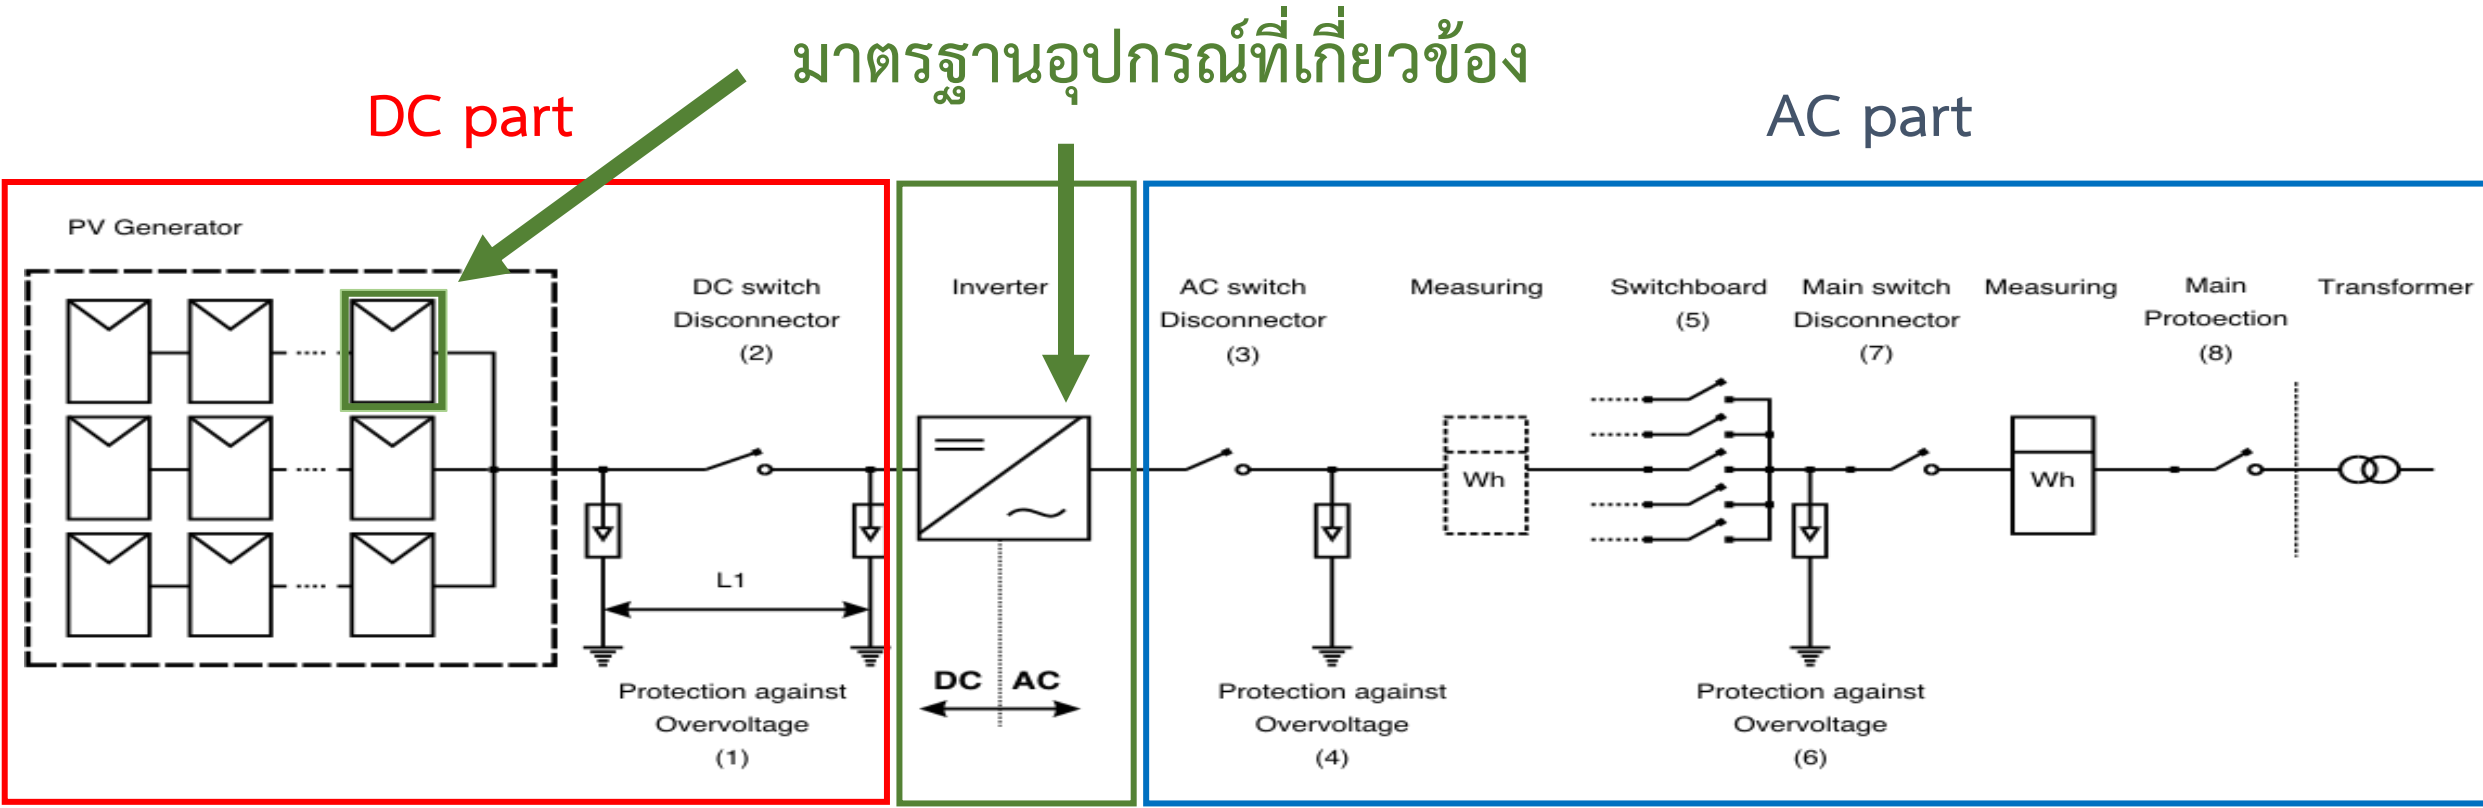 มาตรฐานอุปกรณ์ที่เกี่ยวข้อง
DC part
AC part
PV Generator
DC switch
Disconnector
(2)
Inverter
AC switch
Disconnector
(3)
Measuring
Switchboard
(5)
Main switch
Disconnector
(7)
Measuring
Main
Protoection
(8)
Transformer
Wh
Wh
L1
DC AC
Protection against
Overvoltage
(1)
Protection against
Overvoltage
(4)
Protection against
Overvoltage
(6)